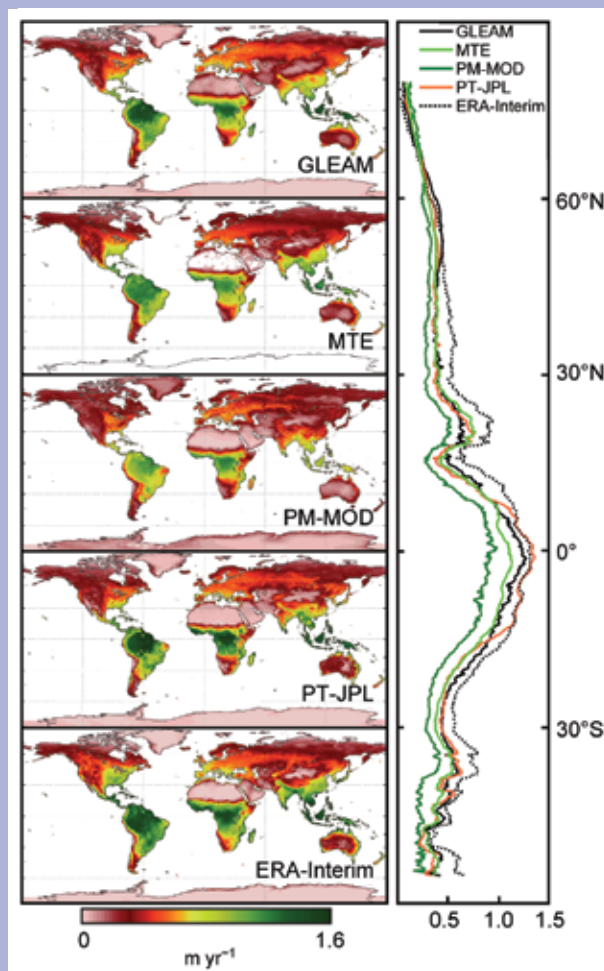 GLEAM
MTE
PM-MOD
PT-JPL
ERA-Interim
0 1.6
m yr⁻¹
GLEAM
MTE
PM-MOD
PT-JPL
ERA-Interim
60°N
30°N
0°
30°S
0.5 1.0 1.5